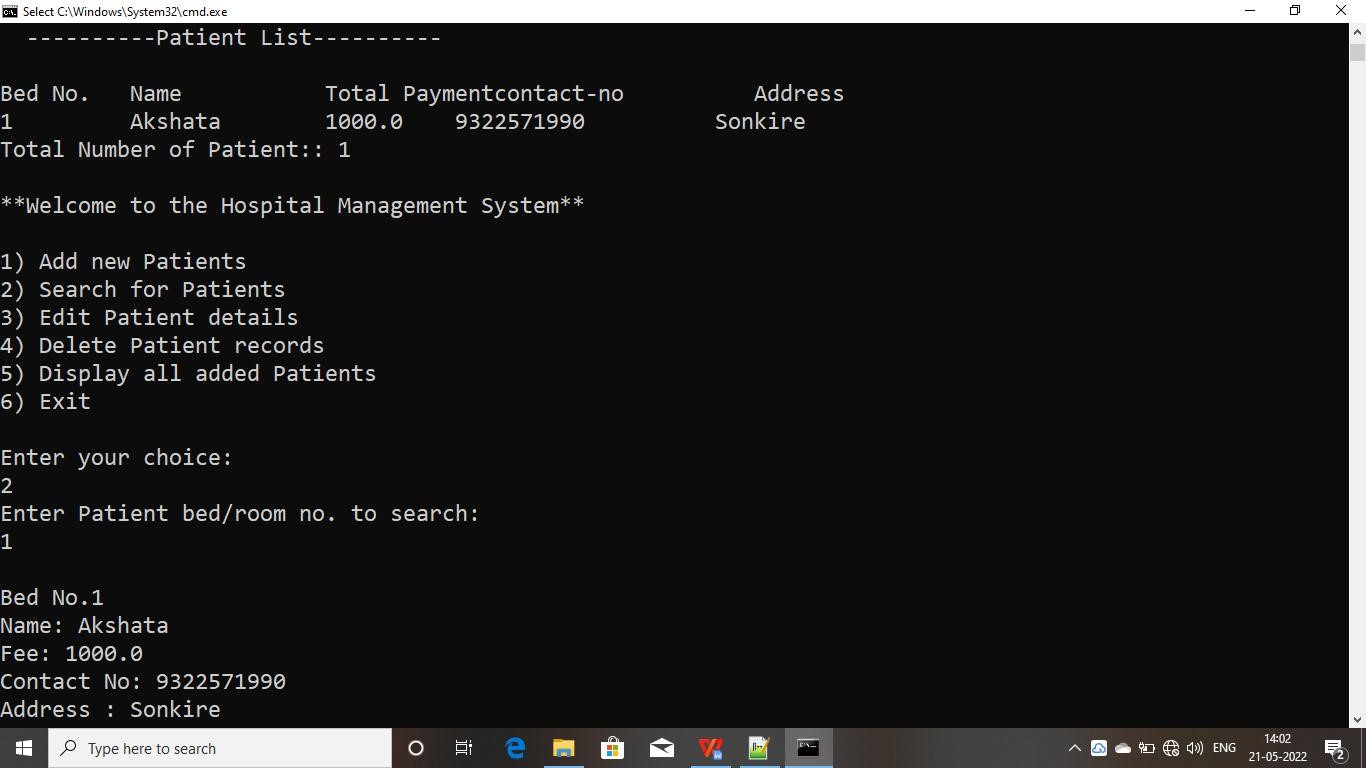 Select C:\Windows\System32\cmd.exe
----------Patient List----------
Bed No. Name Total Paymentcontact-no Address
1 Akshata 1000.0 9322571990 Sonkire
Total Number of Patient:: 1
**Welcome to the Hospital Management System**
1) Add new Patients
2) Search for Patients
3) Edit Patient details
4) Delete Patient records
5) Display all added Patients
6) Exit
Enter your choice:
2
Enter Patient bed/room no. to search:
1
Bed No.1
Name: Akshata
Fee: 1000.0
Contact No: 9322571990
Address : Sonkire
Type here to search
ENG
14:02
21-05-2022
2